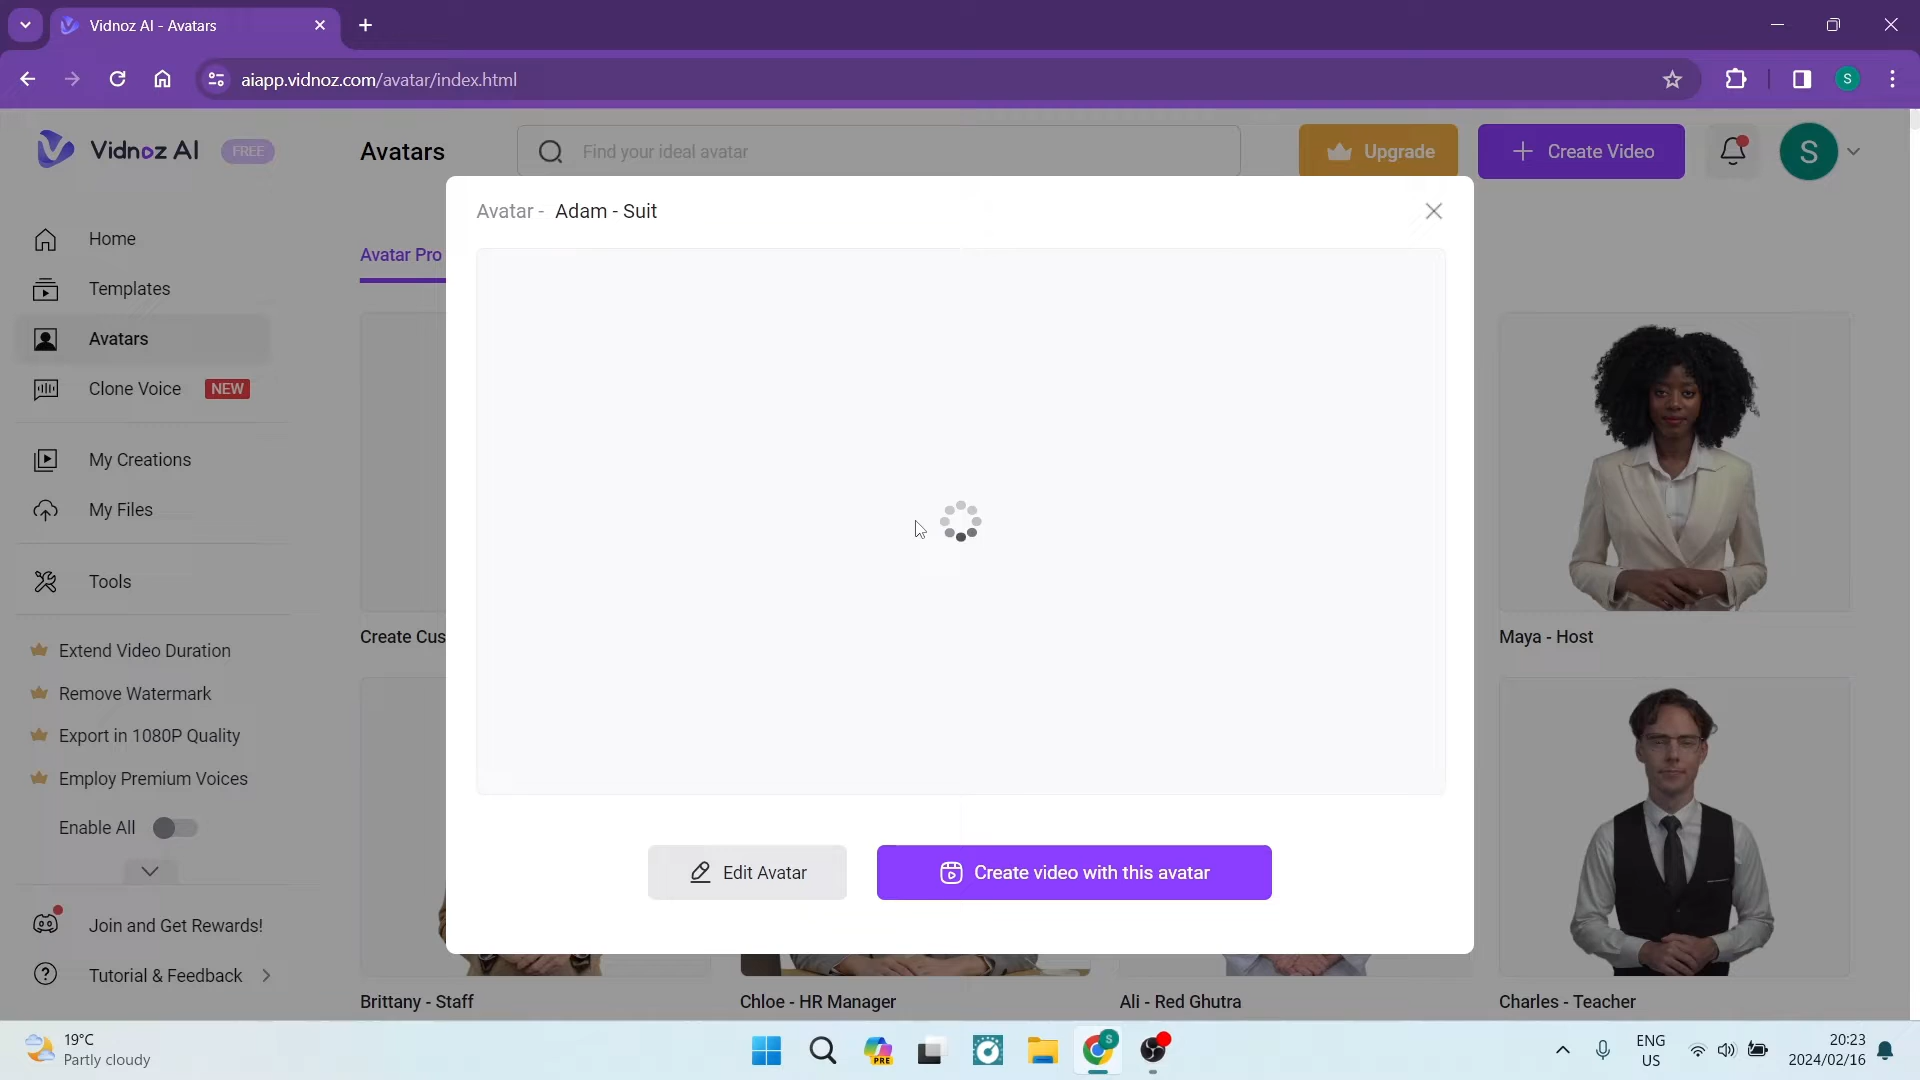 Vidnoz AI - Avatars
aiapp.vidnoz.com/avatar/index.html
S
Vidnoz AI
FREE
Avatars
Find your ideal avatar
Upgrade
Create Video
S
Avatar - Adam - Suit
Home
Templates
Avatars
Clone Voice
NEW
My Creations
My Files
Tools
Extend Video Duration
Remove Watermark
Export in 1080P Quality
Employ Premium Voices
Enable All
Join and Get Rewards!
Tutorial & Feedback
Avatar Pro
Create Cus
Maya - Host
Edit Avatar
Create video with this avatar
Brittany - Staff
Chloe - HR Manager
Ali - Red Ghutra
Charles - Teacher
19°C
Partly cloudy
PRE
S
ENG
US
20:23
2024/02/16